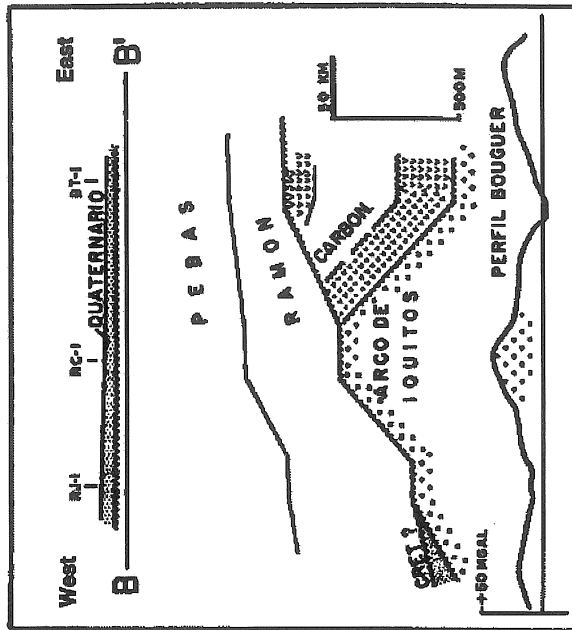 West
East
B
B'
RJ-1
RC-1
BT-1
QUATERNARIO
PEBAS
RAMON
CARBON
ARCO DE
IQUITOS
CRET?
20 KM
500M
+50 MGAL
PERFIL BOUGUER